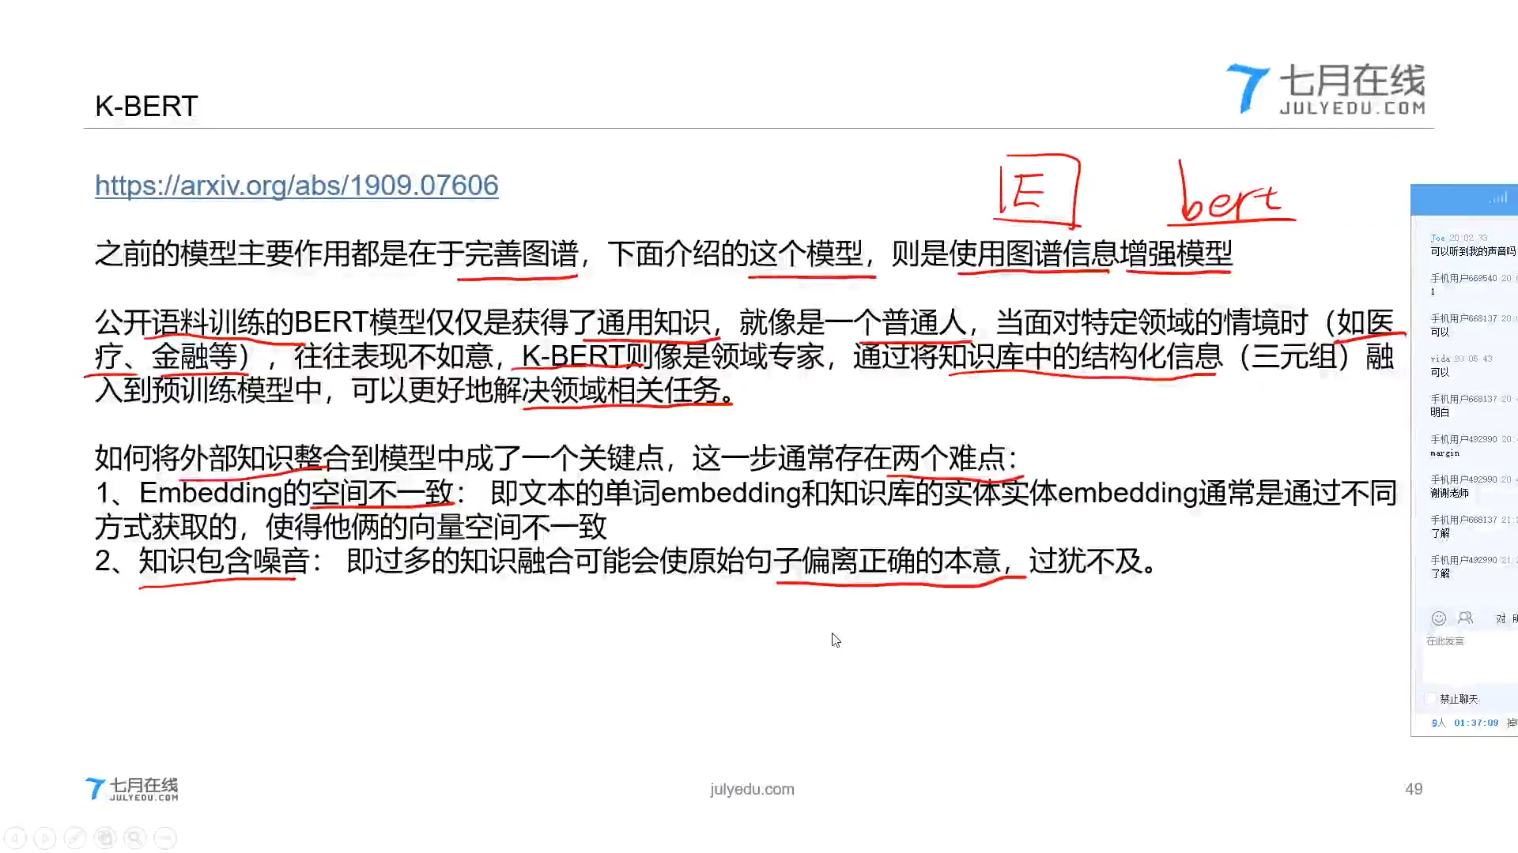 七月在线
JULYEDU.COM
K-BERT
https://arxiv.org/abs/1909.07606
E
bert
之前的模型主要作用都是在于完善图谱，下面介绍的这个模型，则是使用图谱信息增强模型
公开语料训练的BERT模型仅仅是获得了通用知识，就像是一个普通人，当面对特定领域的情境时（如医
疗、金融等），往往表现不如意，K-BERT则像是领域专家，通过将知识库中的结构化信息（三元组）融
入到预训练模型中，可以更好地解决领域相关任务。
如何将外部知识整合到模型中成了一个关键点，这一步通常存在两个难点：
1、Embedding的空间不一致： 即文本的单词embedding和知识库的实体实体embedding通常是通过不同
方式获取的，使得他俩的向量空间不一致
2、知识包含噪音： 即过多的知识融合可能会使原始句子偏离正确的本意，过犹不及。
Joe 20:02:33
可以听到我的声音吗
手机用户669540 20:0
1
手机用户668137 20:0
可以
vida 20:05:43
可以
手机用户668137 20:4
明白
手机用户492990 20:4
margin
手机用户492990 20:5
谢谢老师
手机用户668137 21:
了解
手机用户492990 21:2
了解
对
在此发言
禁止聊天
9人 01:37:09
七月在线
JULYEDU.COM
julyedu.com
49